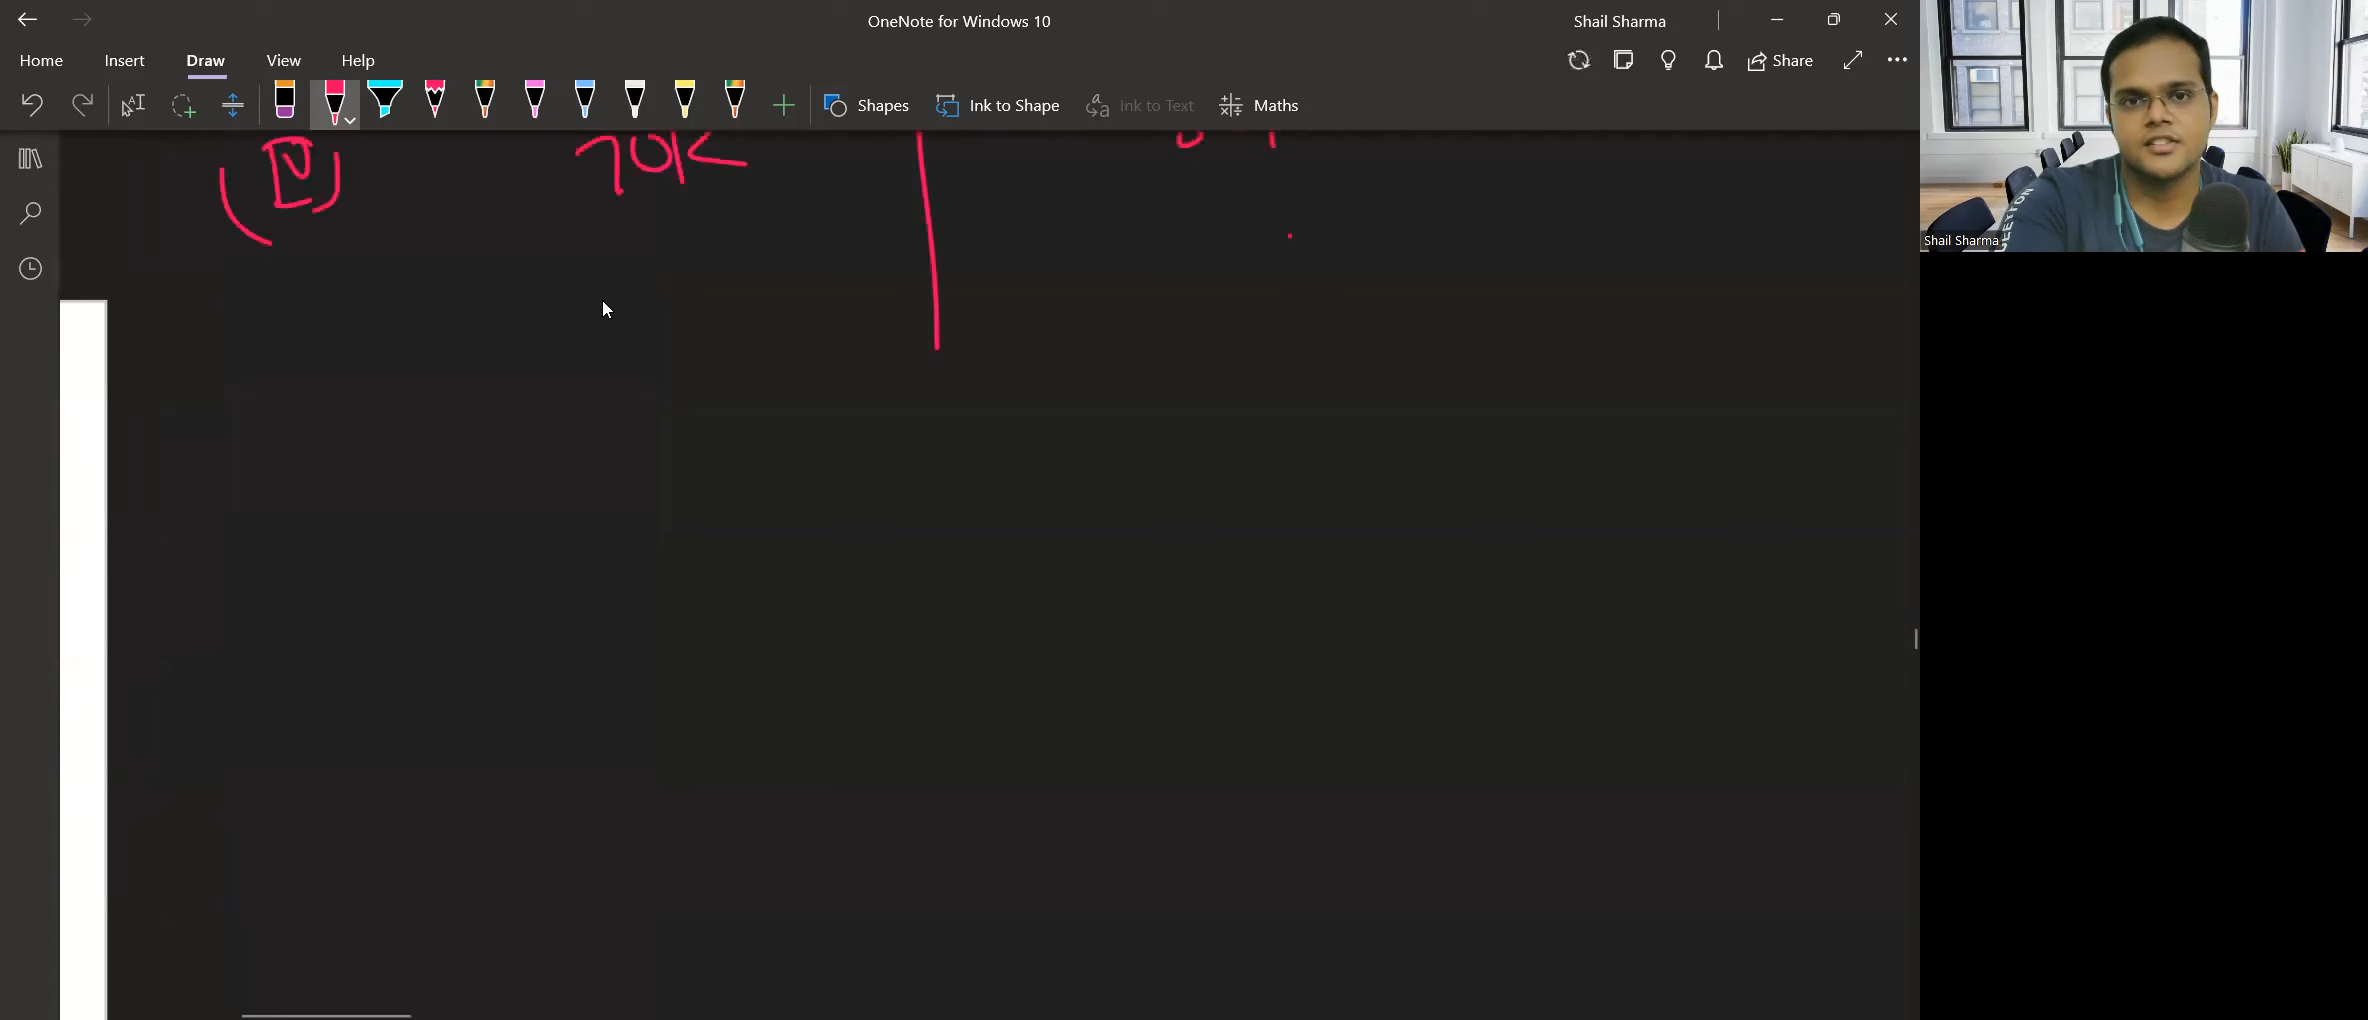 OneNote for Windows 10
Shail Sharma
Home Insert Draw View Help
Share
Shapes Ink to Shape Ink to Text Maths
70K
Shail Sharma